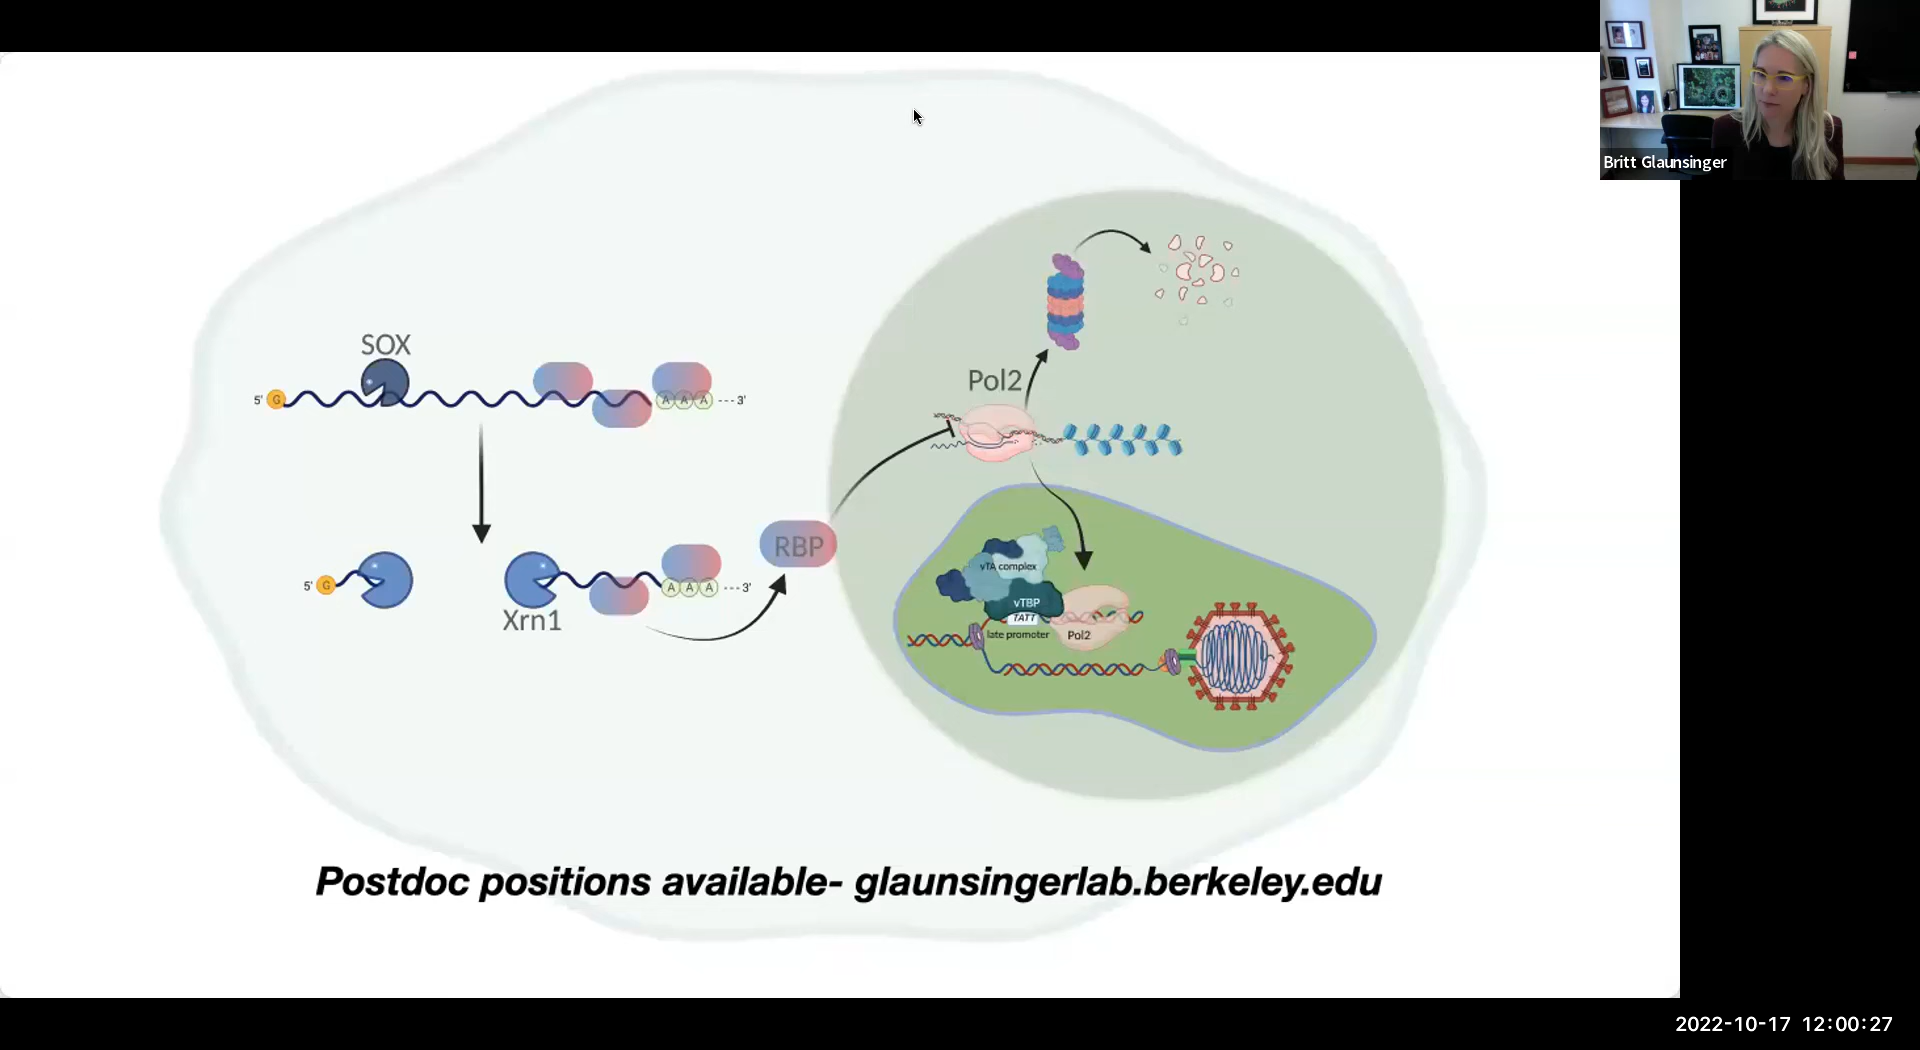 Britt Glaunsinger
SOX
5' G A A A ---3'
Pol2
RBP
5' G
Xrn1
A A A ---3'
vTA complex
vTBP
TATT
late promoter
Pol2
Postdoc positions available- glaunsingerlab.berkeley.edu
2022-10-17 12:00:27